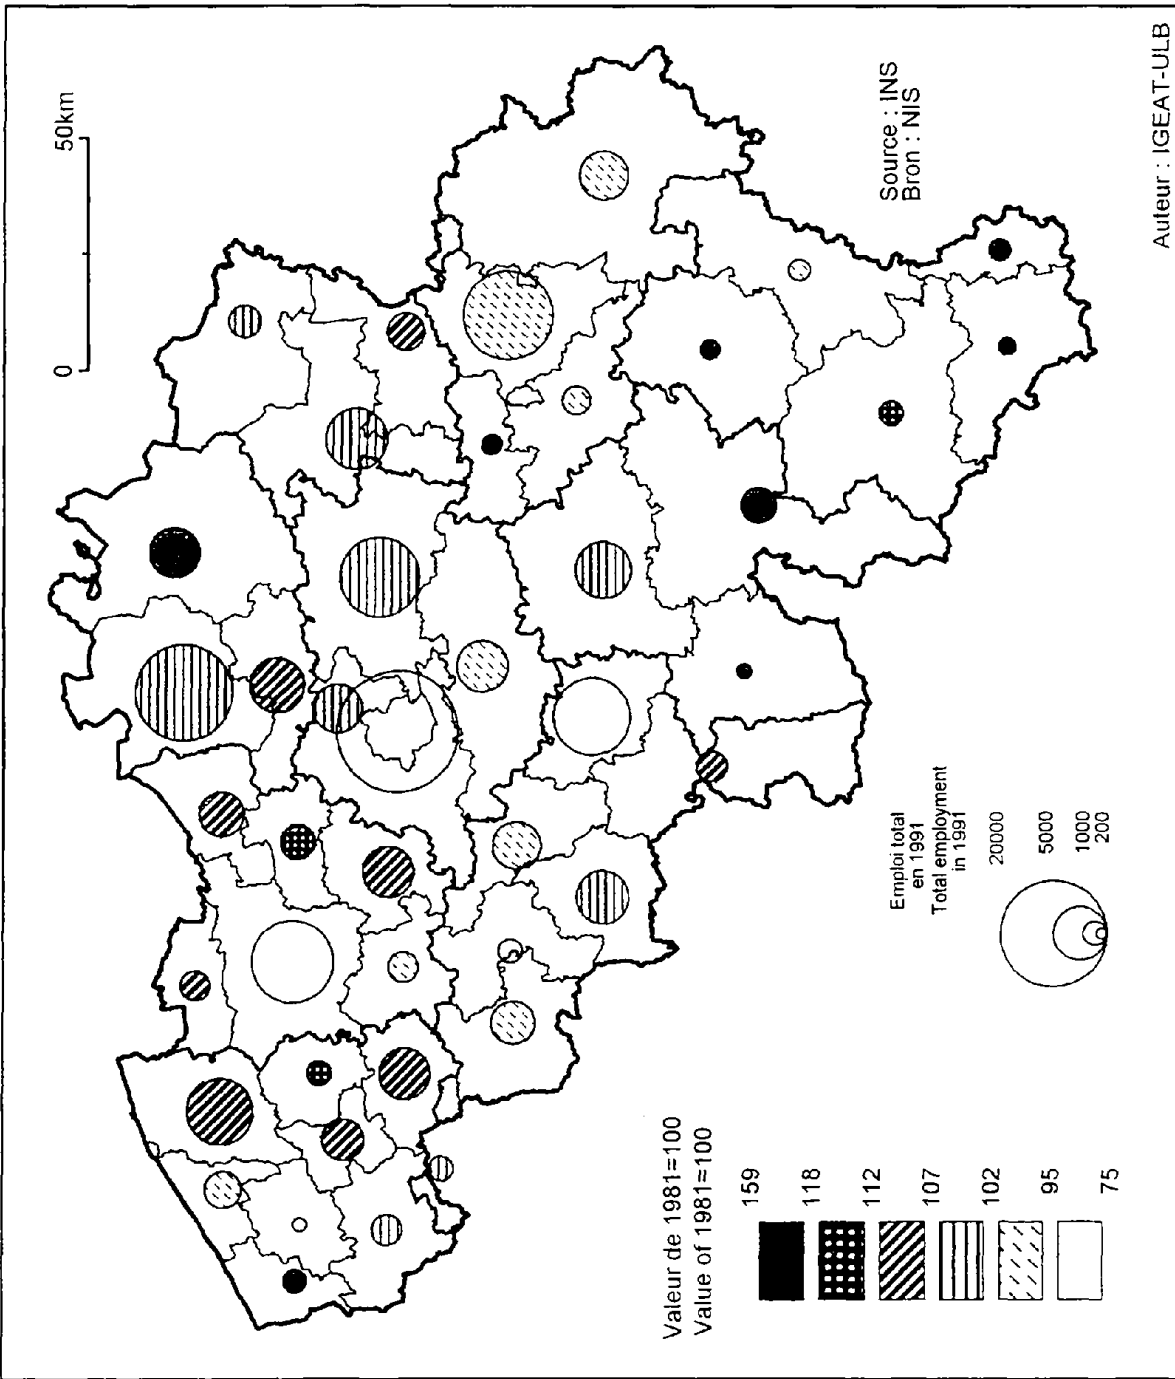 0
50km
Source : INS
Bron : NIS
Emploi total
en 1991
Total employment
in 1991
20000
5000
1000
200
Valeur de 1981=100
Value of 1981=100
159
118
112
107
102
95
75
Auteur : IGEAT-ULB